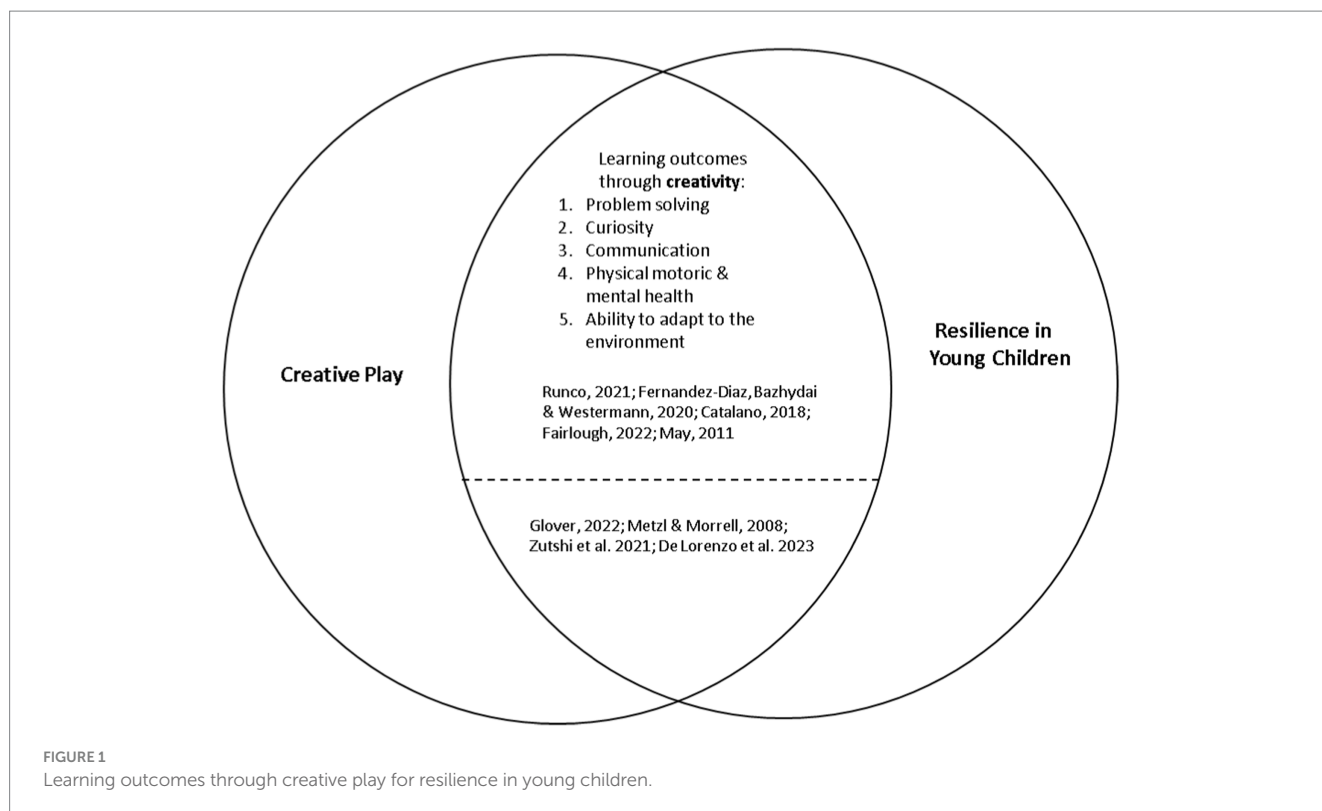 Learning outcomes
through creativity:
1. Problem solving
2. Curiosity
3. Communication
4. Physical motoric &
mental health
5. Ability to adapt to the
environment
Creative Play
Resilience in
Young Children
Runco, 2021; Fernandez-Diaz, Bazhydai
& Westermann, 2020; Catalano, 2018;
Fairlough, 2022; May, 2011
Glover, 2022; Metzl & Morrell, 2008;
Zutshi et al. 2021; De Lorenzo et al. 2023
FIGURE 1
Learning outcomes through creative play for resilience in young children.